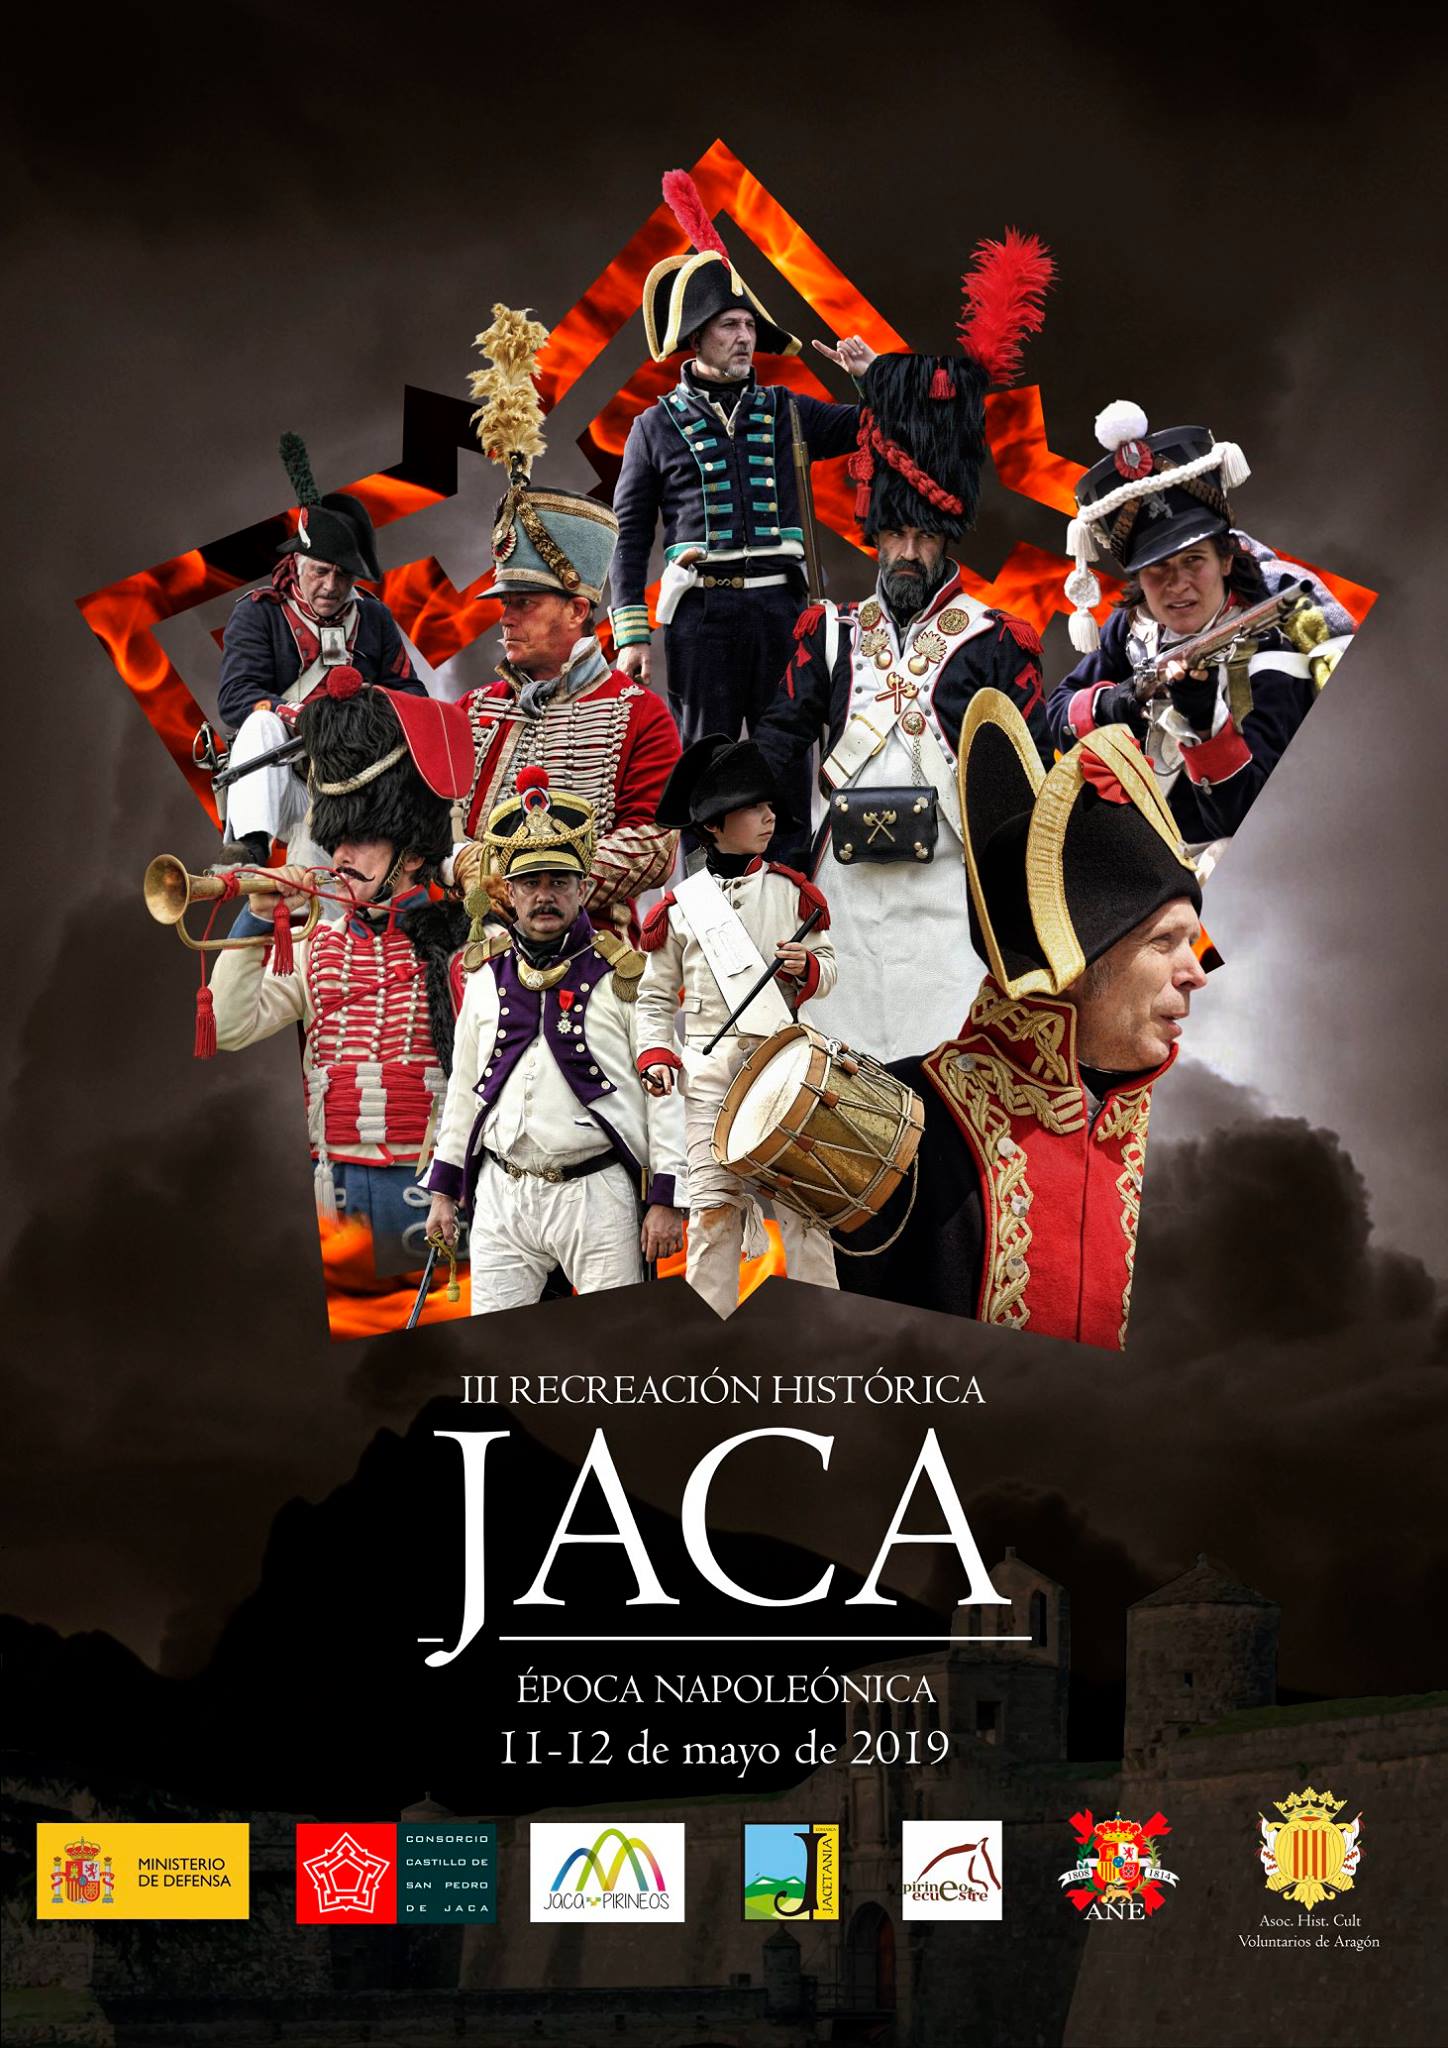 III RECREACIÓN HISTÓRICA
JACA
ÉPOCA NAPOLEÓNICA
11-12 de mayo de 2019
MINISTERIO
DE DEFENSA
CONSORCIO
CASTILLO DE
SAN PEDRO
DE JACA
JACA PIRINEOS
COMARCA
JACETANIA
pirineo
ecuestre
1808
1814
ANE
Asoc. Hist. Cult
Voluntarios de Aragón